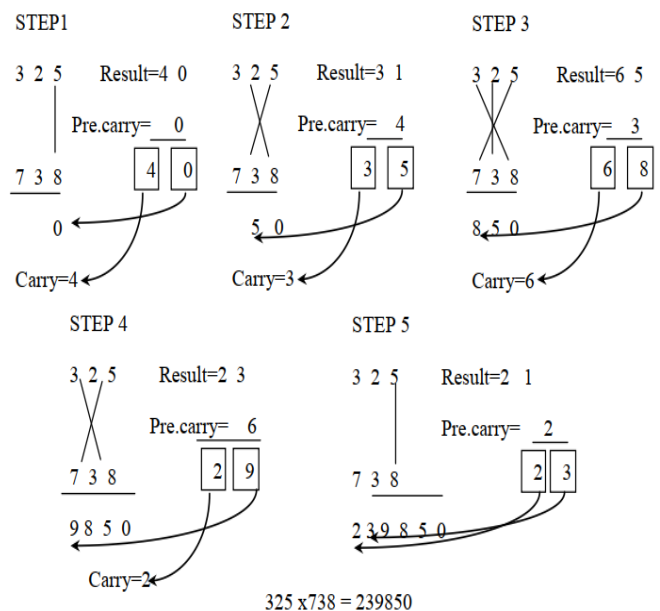 STEP1
3 2 5 Result=4 0
Pre.carry= 0
4 0
7 3 8
0
Carry=4
STEP 2
3 2 5 Result=3 1
Pre.carry= 4
3 5
7 3 8
5 0
Carry=3
STEP 3
3 2 5 Result=6 5
Pre.carry= 3
6 8
7 3 8
8 5 0
Carry=6
STEP 4
3 2 5 Result=2 3
Pre.carry= 6
2 9
7 3 8
9 8 5 0
Carry=2
STEP 5
3 2 5 Result=2 1
Pre.carry= 2
2 3
7 3 8
2 3 9 8 5 0
325 x738 = 239850